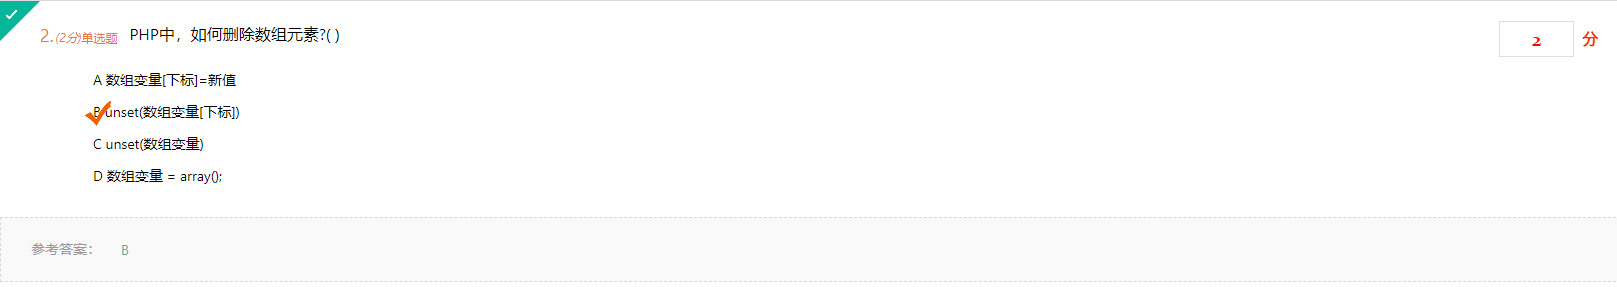 2.(2分)单选题 PHP中，如何删除数组元素?( ) 2 分
A 数组变量[下标]=新值
B unset(数组变量[下标])
C unset(数组变量)
D 数组变量 = array();
参考答案： B